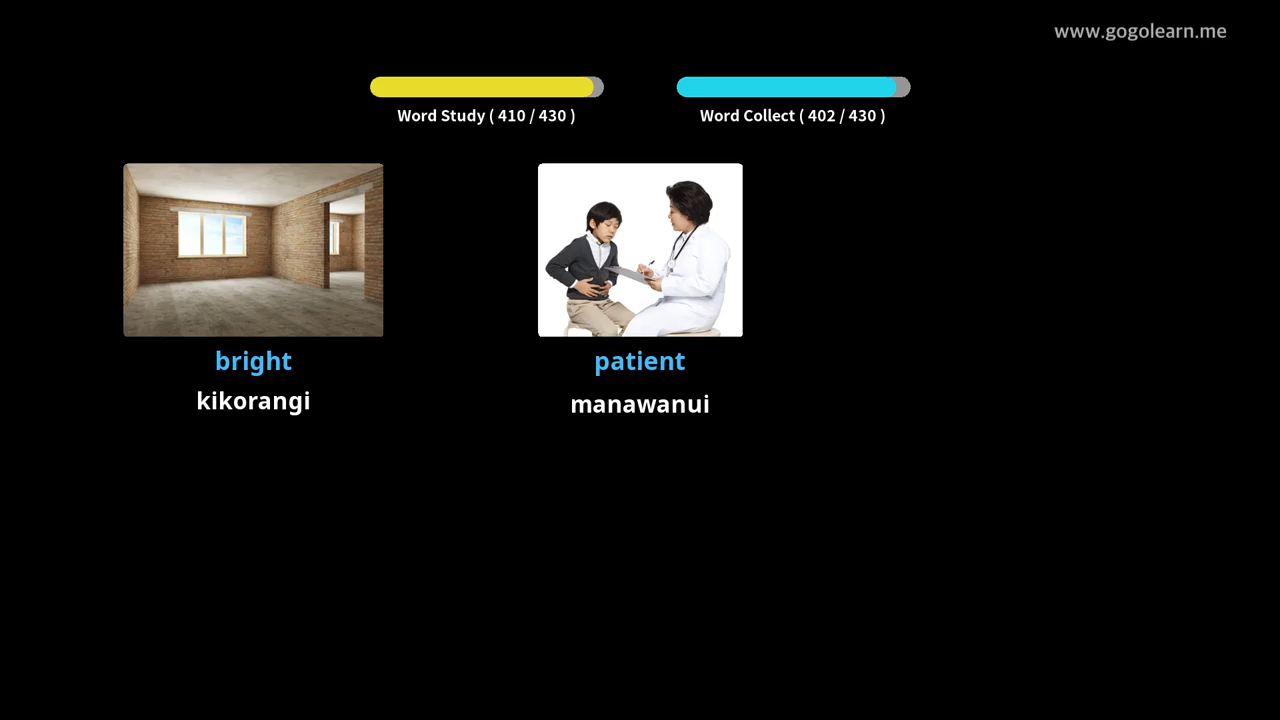 www.gogolearn.me
Word Study ( 410 / 430 )
Word Collect ( 402 / 430 )
bright
kikorangi
patient
manawanui